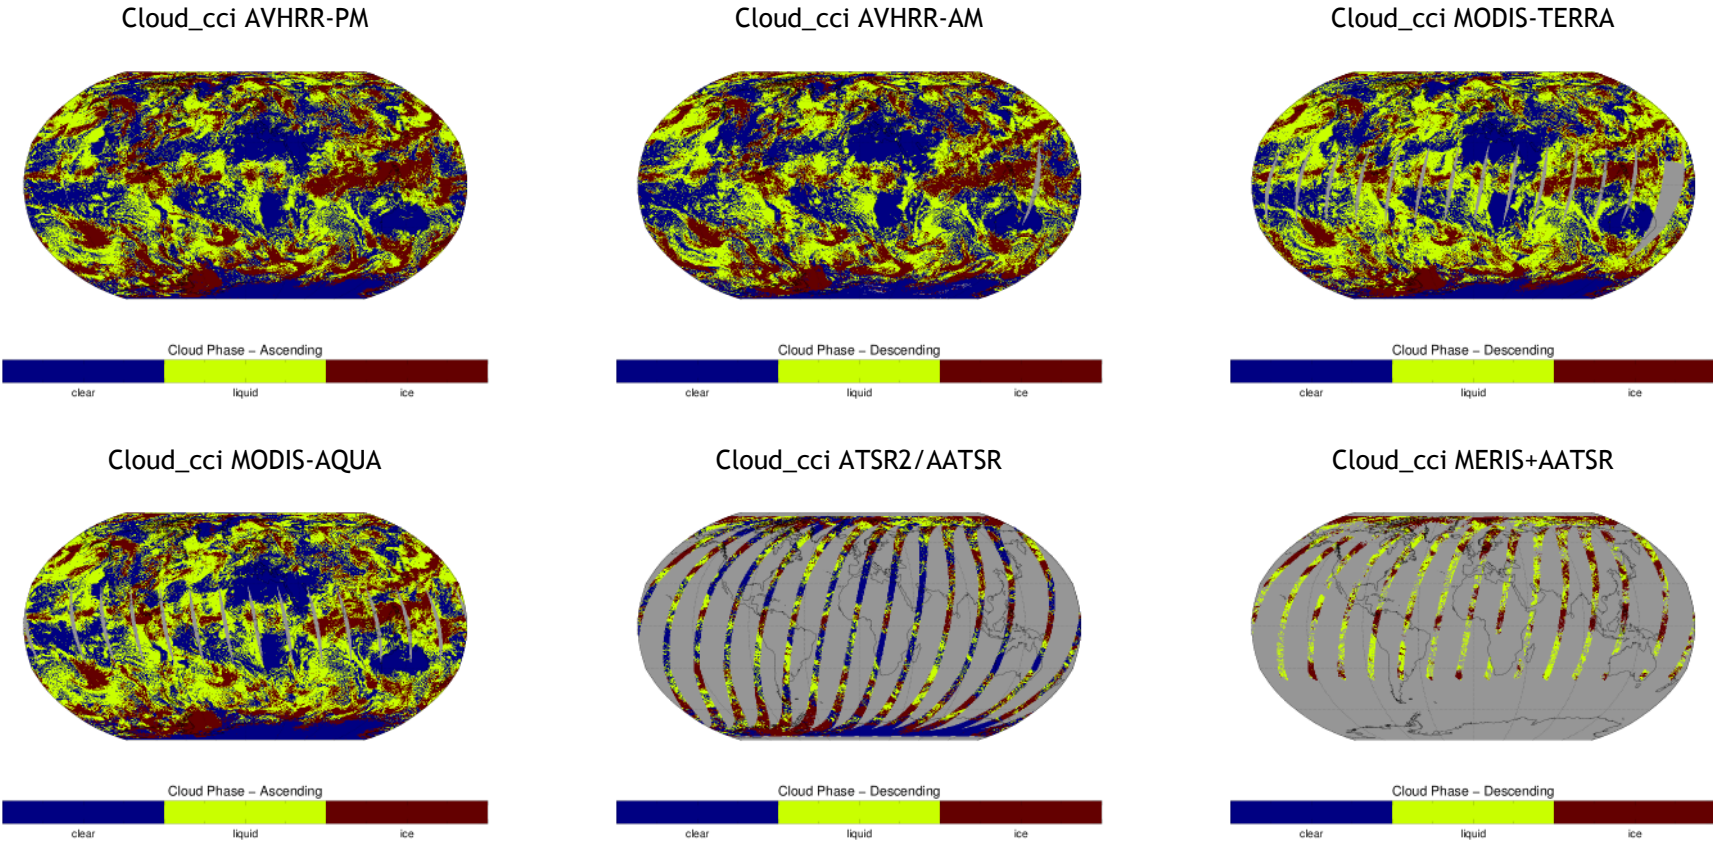 Cloud_cci AVHRR-PM
Cloud_cci AVHRR-AM
Cloud_cci MODIS-TERRA
Cloud Phase – Ascending
clear liquid ice
Cloud Phase – Descending
clear liquid ice
Cloud Phase – Descending
clear liquid ice
Cloud_cci MODIS-AQUA
Cloud_cci ATSR2/AATSR
Cloud_cci MERIS+AATSR
Cloud Phase – Ascending
clear liquid ice
Cloud Phase – Descending
clear liquid ice
Cloud Phase – Descending
clear liquid ice